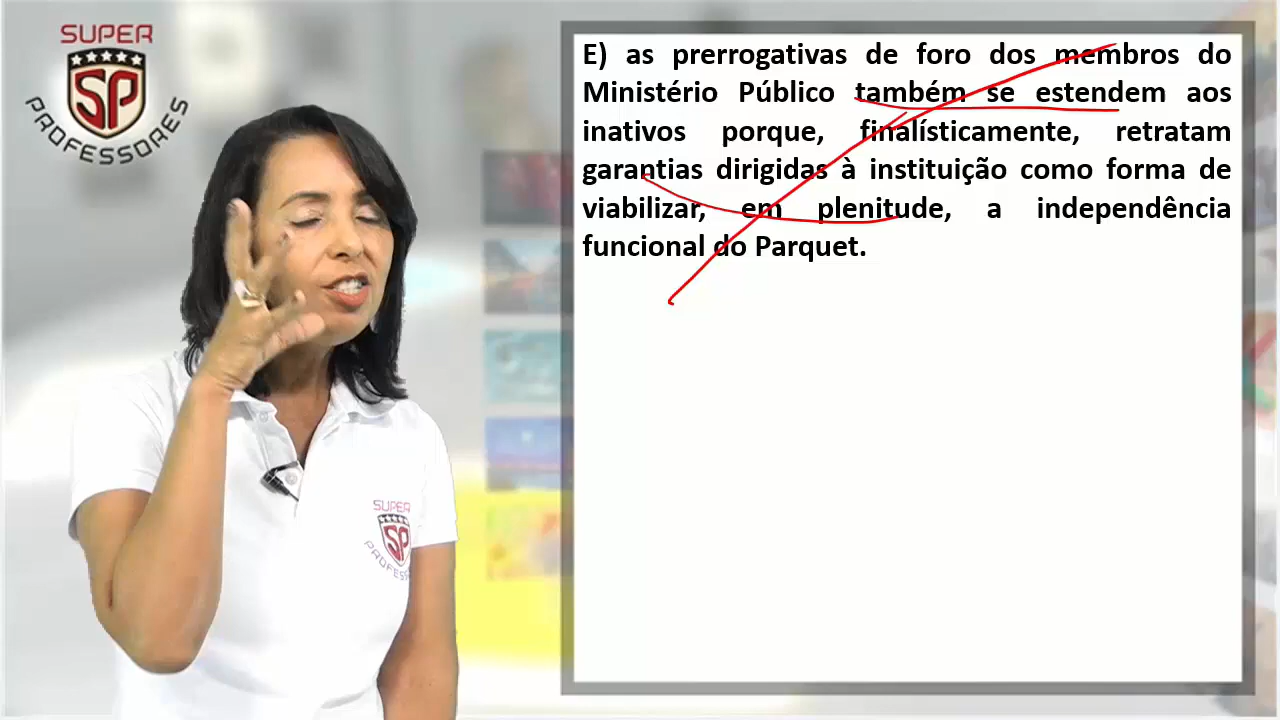 SUPER
SP
PROFESSORES
E) as prerrogativas de foro dos membros do
Ministério Público também se estendem aos
inativos porque, finalísticamente, retratam
garantias dirigidas à instituição como forma de
viabilizar, em plenitude, a independência
funcional do Parquet.
SUPER
SP